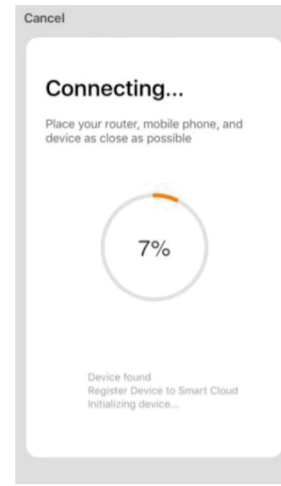 Cancel
Connecting...
Place your router, mobile phone, and
device as close as possible
7%
Device found
Register Device to Smart Cloud
Initializing device...